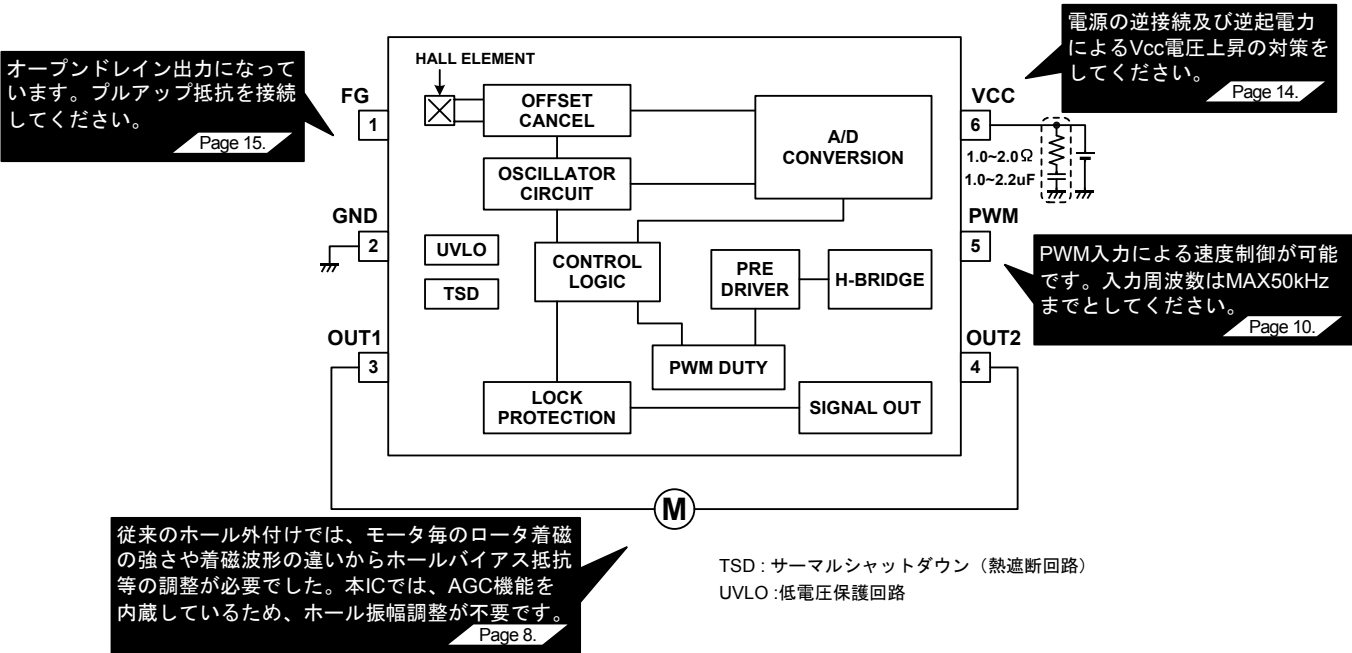 オープンドレイン出力になって
います。プルアップ抵抗を接続
してください。
Page 15.
電源の逆接続及び逆起電力
によるVcc電圧上昇の対策を
してください。
Page 14.
HALL ELEMENT
FG
1
OFFSET
CANCEL
A/D
CONVERSION
VCC
6
1.0~2.0Ω
1.0~2.2uF
OSCILLATOR
CIRCUIT
GND
2
PWM
5
UVLO
TSD
CONTROL
LOGIC
PRE
DRIVER
H-BRIDGE
PWM入力による速度制御が可能
です。入力周波数はMAX50kHz
までとしてください。
Page 10.
OUT1
3
PWM DUTY
OUT2
4
LOCK
PROTECTION
SIGNAL OUT
M
従来のホール外付けでは、モータ毎のロータ着磁
の強さや着磁波形の違いからホールバイアス抵抗
等の調整が必要でした。本ICでは、AGC機能を
内蔵しているため、ホール振幅調整が不要です。
Page 8.
TSD : サーマルシャットダウン（熱遮断回路）
UVLO :低電圧保護回路